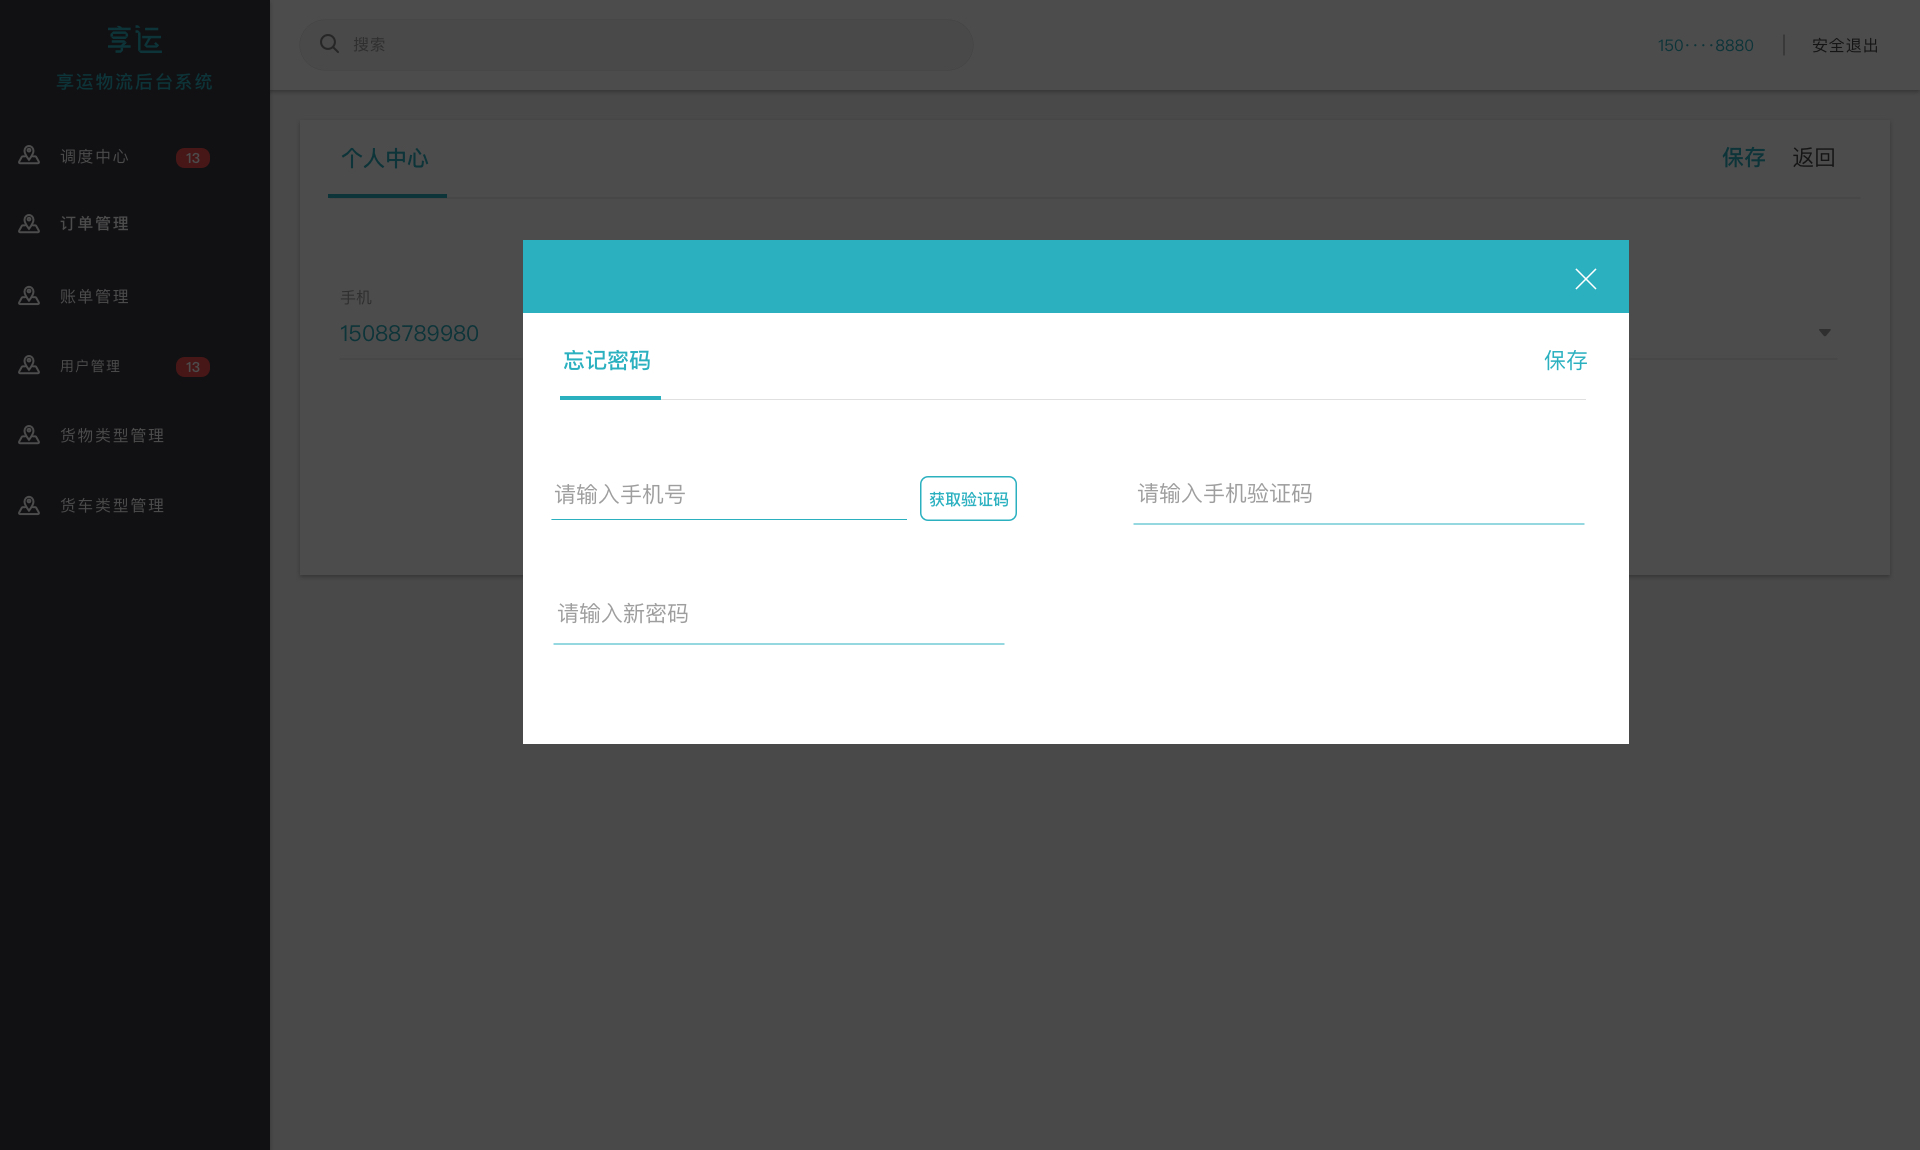 享运
享运物流后台系统
调度中心 13
订单管理
账单管理
用户管理 13
货物类型管理
货车类型管理
搜索
150····8880
安全退出
个人中心
保存
返回
手机
15088789980
忘记密码
保存
请输入手机号
获取验证码
请输入手机验证码
请输入新密码